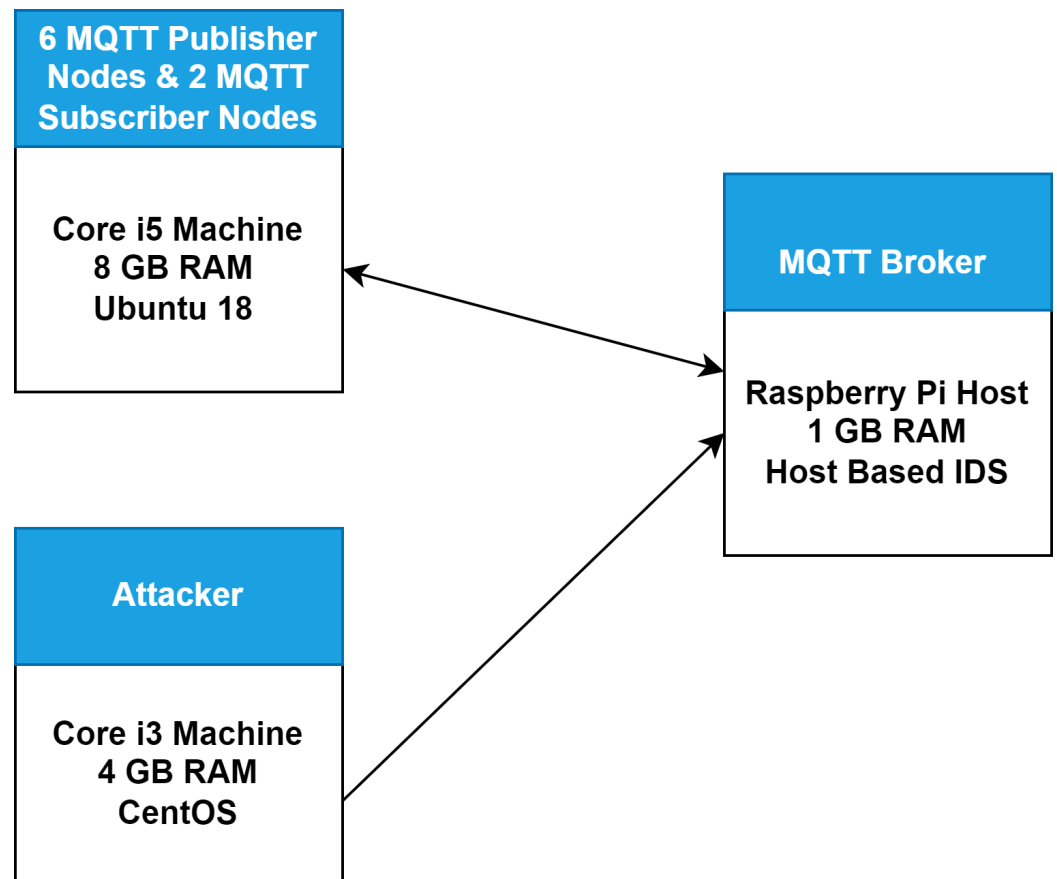 6 MQTT Publisher
Nodes & 2 MQTT
Subscriber Nodes
Core i5 Machine
8 GB RAM
Ubuntu 18
MQTT Broker
Raspberry Pi Host
1 GB RAM
Host Based IDS
Attacker
Core i3 Machine
4 GB RAM
CentOS